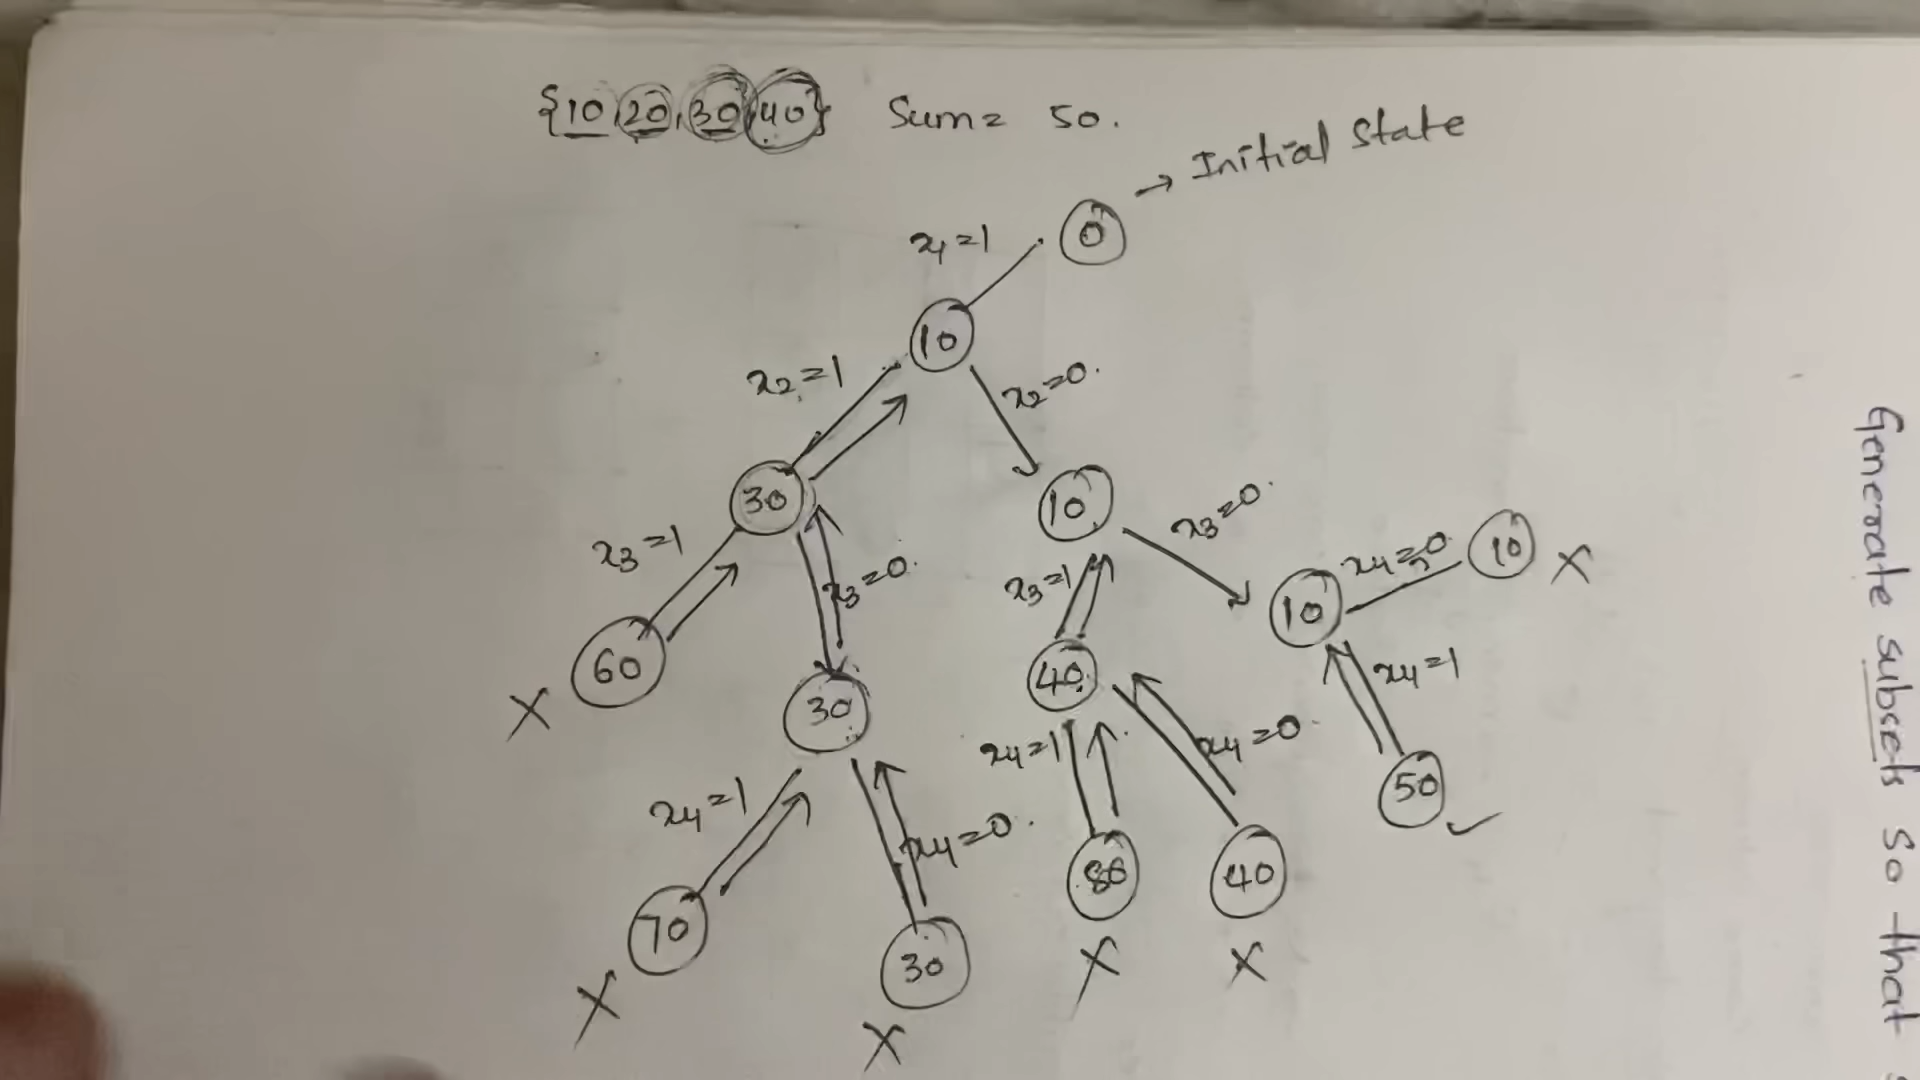 {10,20,30,40} Sum= 50.
→ Initial State
0
x1=1
10
x2=1
x2=0.
30
10
x3=1
x3=0.
x3=1
x3=0.
x4=0
10 X
60
X
30
40
10
x4=1
x4=1
x4=0.
x4=1
x4=0.
50 ✓
70
X
30
X
80
X
40
X
Generate subsets so that